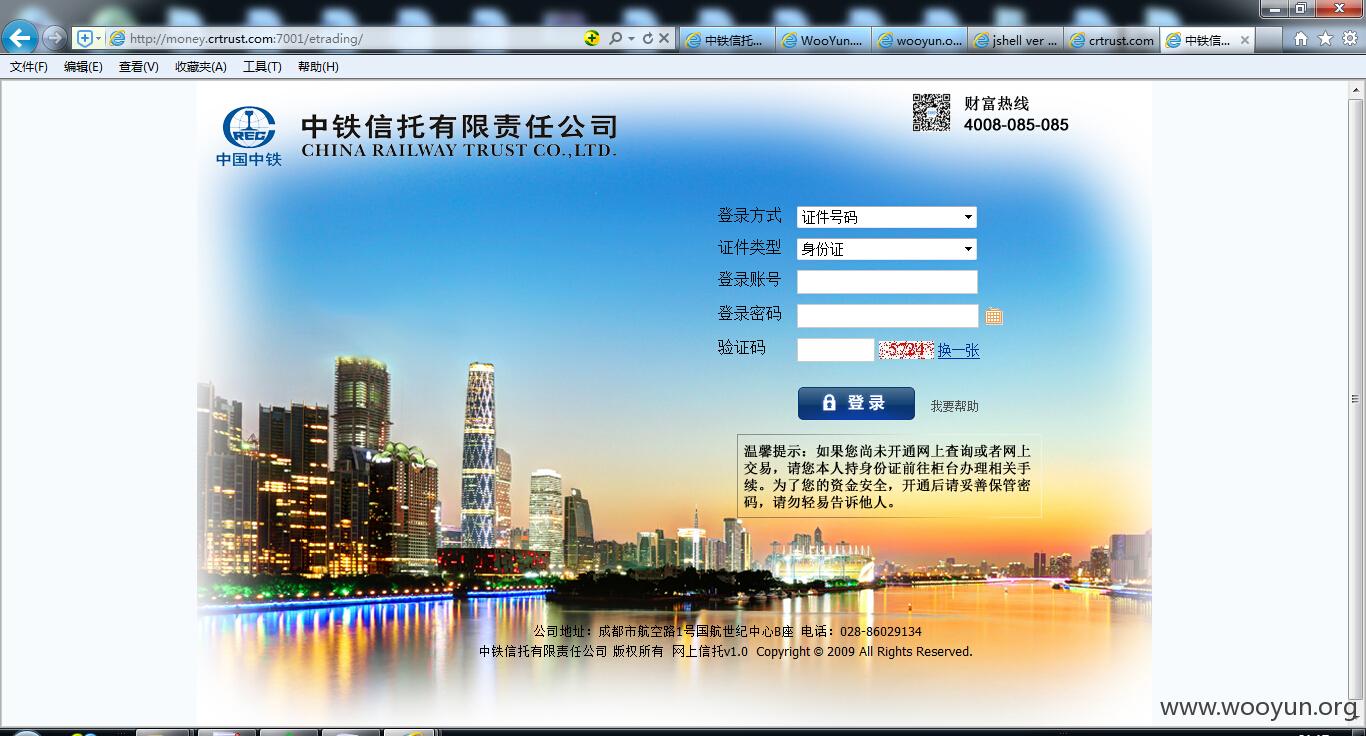 http://money.crtrust.com:7001/etrading/
中铁信托...
WooYun....
wooyun.o...
jshell ver ...
crtrust.com
中铁信...
文件(F) 编辑(E) 查看(V) 收藏夹(A) 工具(T) 帮助(H)
CREC
中国中铁
中铁信托有限责任公司
CHINA RAILWAY TRUST CO.,LTD.
财富热线
4008-085-085
登录方式 证件号码
证件类型 身份证
登录账号
登录密码
验证码 5724 换一张
登录 我要帮助
温馨提示：如果您尚未开通网上查询或者网上
交易，请您本人持身份证前往柜台办理相关手
续。为了您的资金安全，开通后请妥善保管密
码，请勿轻易告诉他人。
公司地址：成都市航空路1号国航世纪中心B座 电话：028-86029134
中铁信托有限责任公司 版权所有 网上信托v1.0 Copyright © 2009 All Rights Reserved.
www.wooyun.org